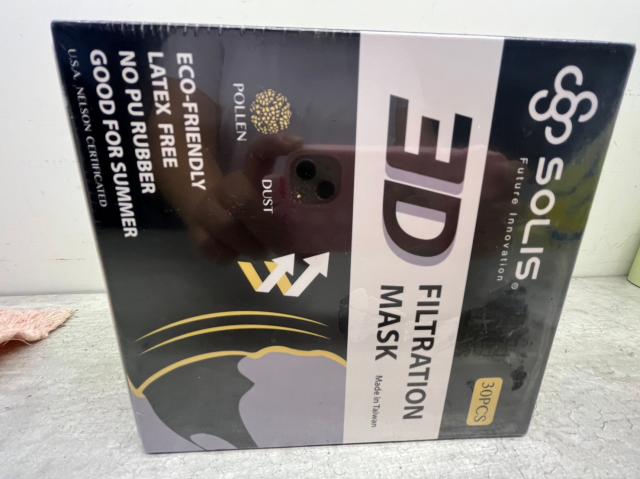 SOLIS®
Future Innovation
3D
FILTRATION
MASK
Made in Taiwan
30PCS
POLLEN
DUST
ECO-FRIENDLY
LATEX FREE
NO PU RUBBER
GOOD FOR SUMMER
U.S.A. NELSON CERTIFICATED